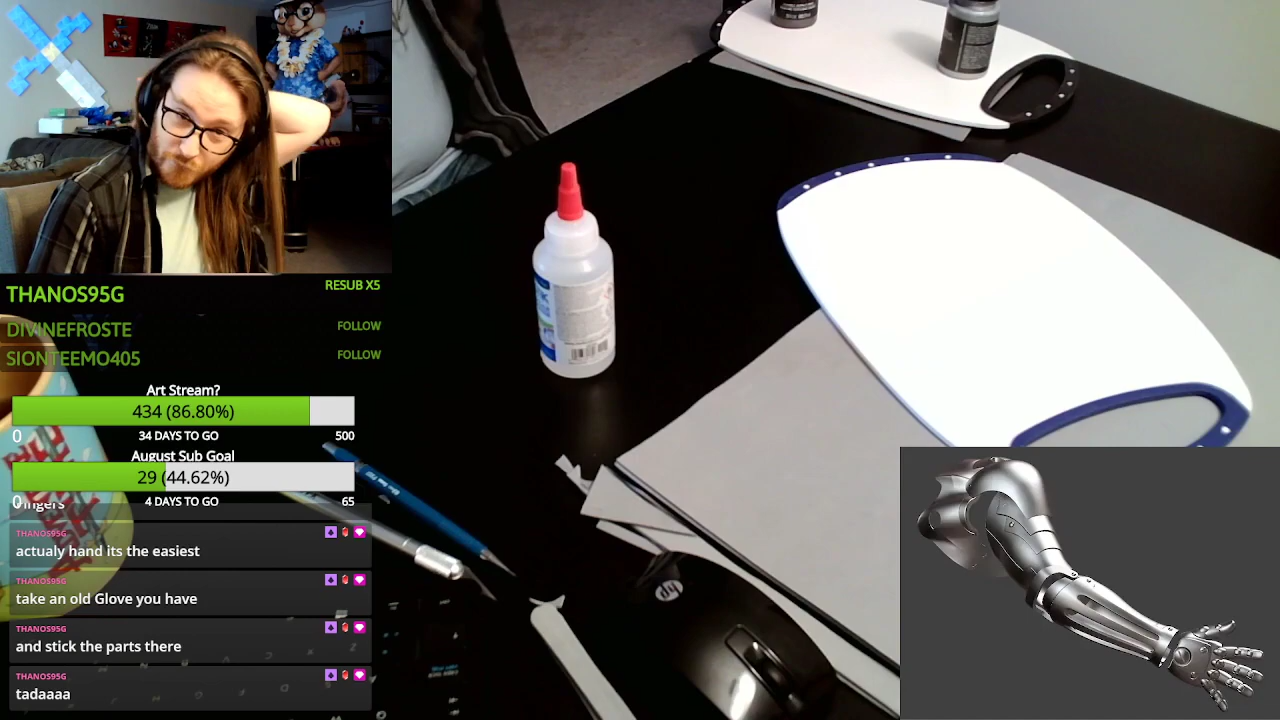 THANOS95G
RESUB X5
DIVINEFROSTE
FOLLOW
SIONTEEMO405
FOLLOW
Art Stream?
434 (86.80%)
0
34 DAYS TO GO
500
August Sub Goal
29 (44.62%)
0
4 DAYS TO GO
65
THANOS95G
actualy hand its the easiest
THANOS95G
take an old Glove you have
THANOS95G
and stick the parts there
THANOS95G
tadaaaa
hp